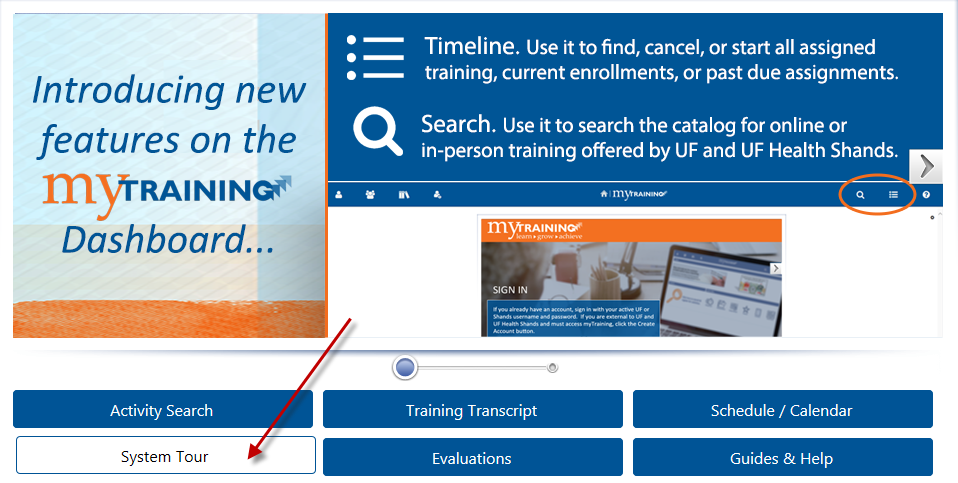 Introducing new
features on the
myTRAINING
Dashboard...
Timeline. Use it to find, cancel, or start all assigned
training, current enrollments, or past due assignments.
Search. Use it to search the catalog for online or
in-person training offered by UF and UF Health Shands.
myTRAINING
myTRAINING
learn • grow • achieve
SIGN IN
If you already have an account, sign in with your active UF or
Shands username and password. If you are external to UF and
UF Health Shands and must access myTraining, click the Create
Account button.
Activity Search
Training Transcript
Schedule / Calendar
System Tour
Evaluations
Guides & Help